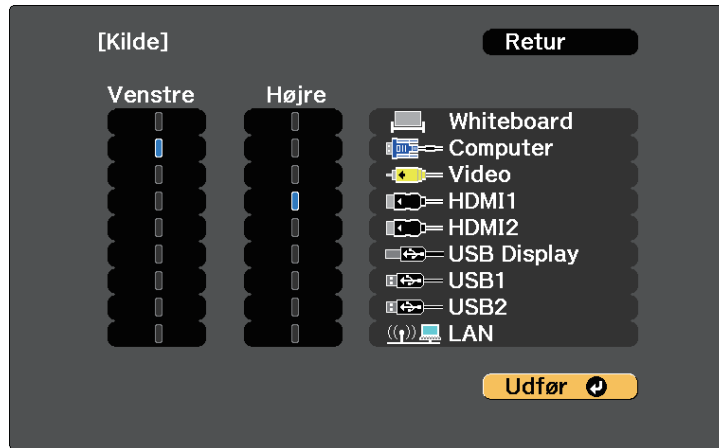 [Kilde] Retur
Venstre Højre
Whiteboard
Computer
Video
HDMI1
HDMI2
USB Display
USB1
USB2
LAN
Udfør